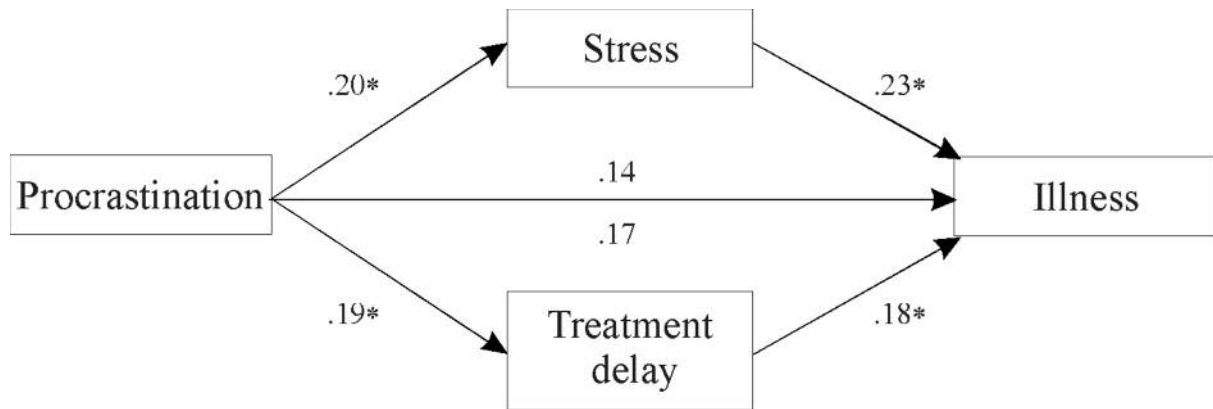 Stress
.20*
.23*
Procrastination
.14
Illness
.17
.19*
Treatment
delay
.18*